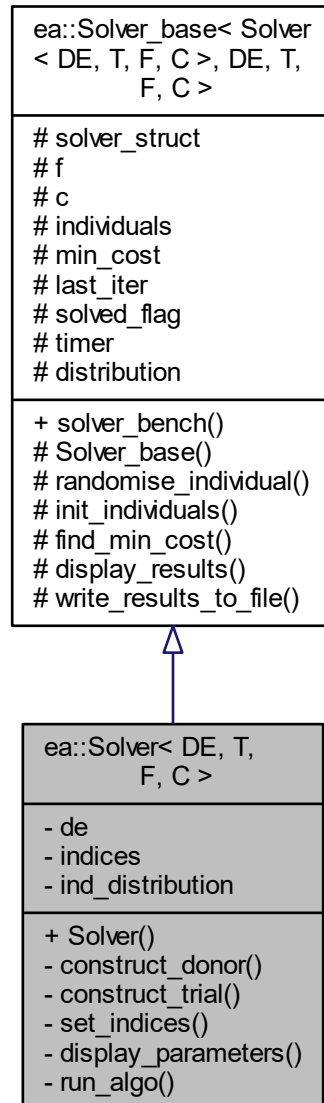 ea::Solver_base< Solver
< DE, T, F, C >, DE, T,
F, C >
# solver_struct
# f
# c
# individuals
# min_cost
# last_iter
# solved_flag
# timer
# distribution
+ solver_bench()
# Solver_base()
# randomise_individual()
# init_individuals()
# find_min_cost()
# display_results()
# write_results_to_file()
ea::Solver< DE, T,
F, C >
- de
- indices
- ind_distribution
+ Solver()
- construct_donor()
- construct_trial()
- set_indices()
- display_parameters()
- run_algo()